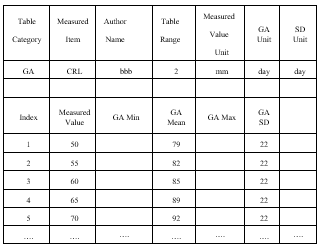 Table Category | Measured Item | Author Name | Table Range | Measured Value Unit | GA Unit | SD Unit
GA | CRL | bbb | 2 | mm | day | day
Index | Measured Value | GA Min | GA Mean | GA Max | GA SD
1 | 50 | | 79 | | 22
2 | 55 | | 82 | | 22
3 | 60 | | 85 | | 22
4 | 65 | | 89 | | 22
5 | 70 | | 92 | | 22
.... | .... | .... | .... | .... | .... | ....